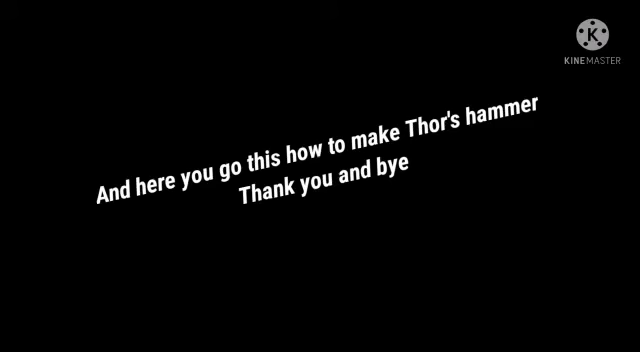 KINEMASTER
And here you go this how to make Thor's hammer
Thank you and bye